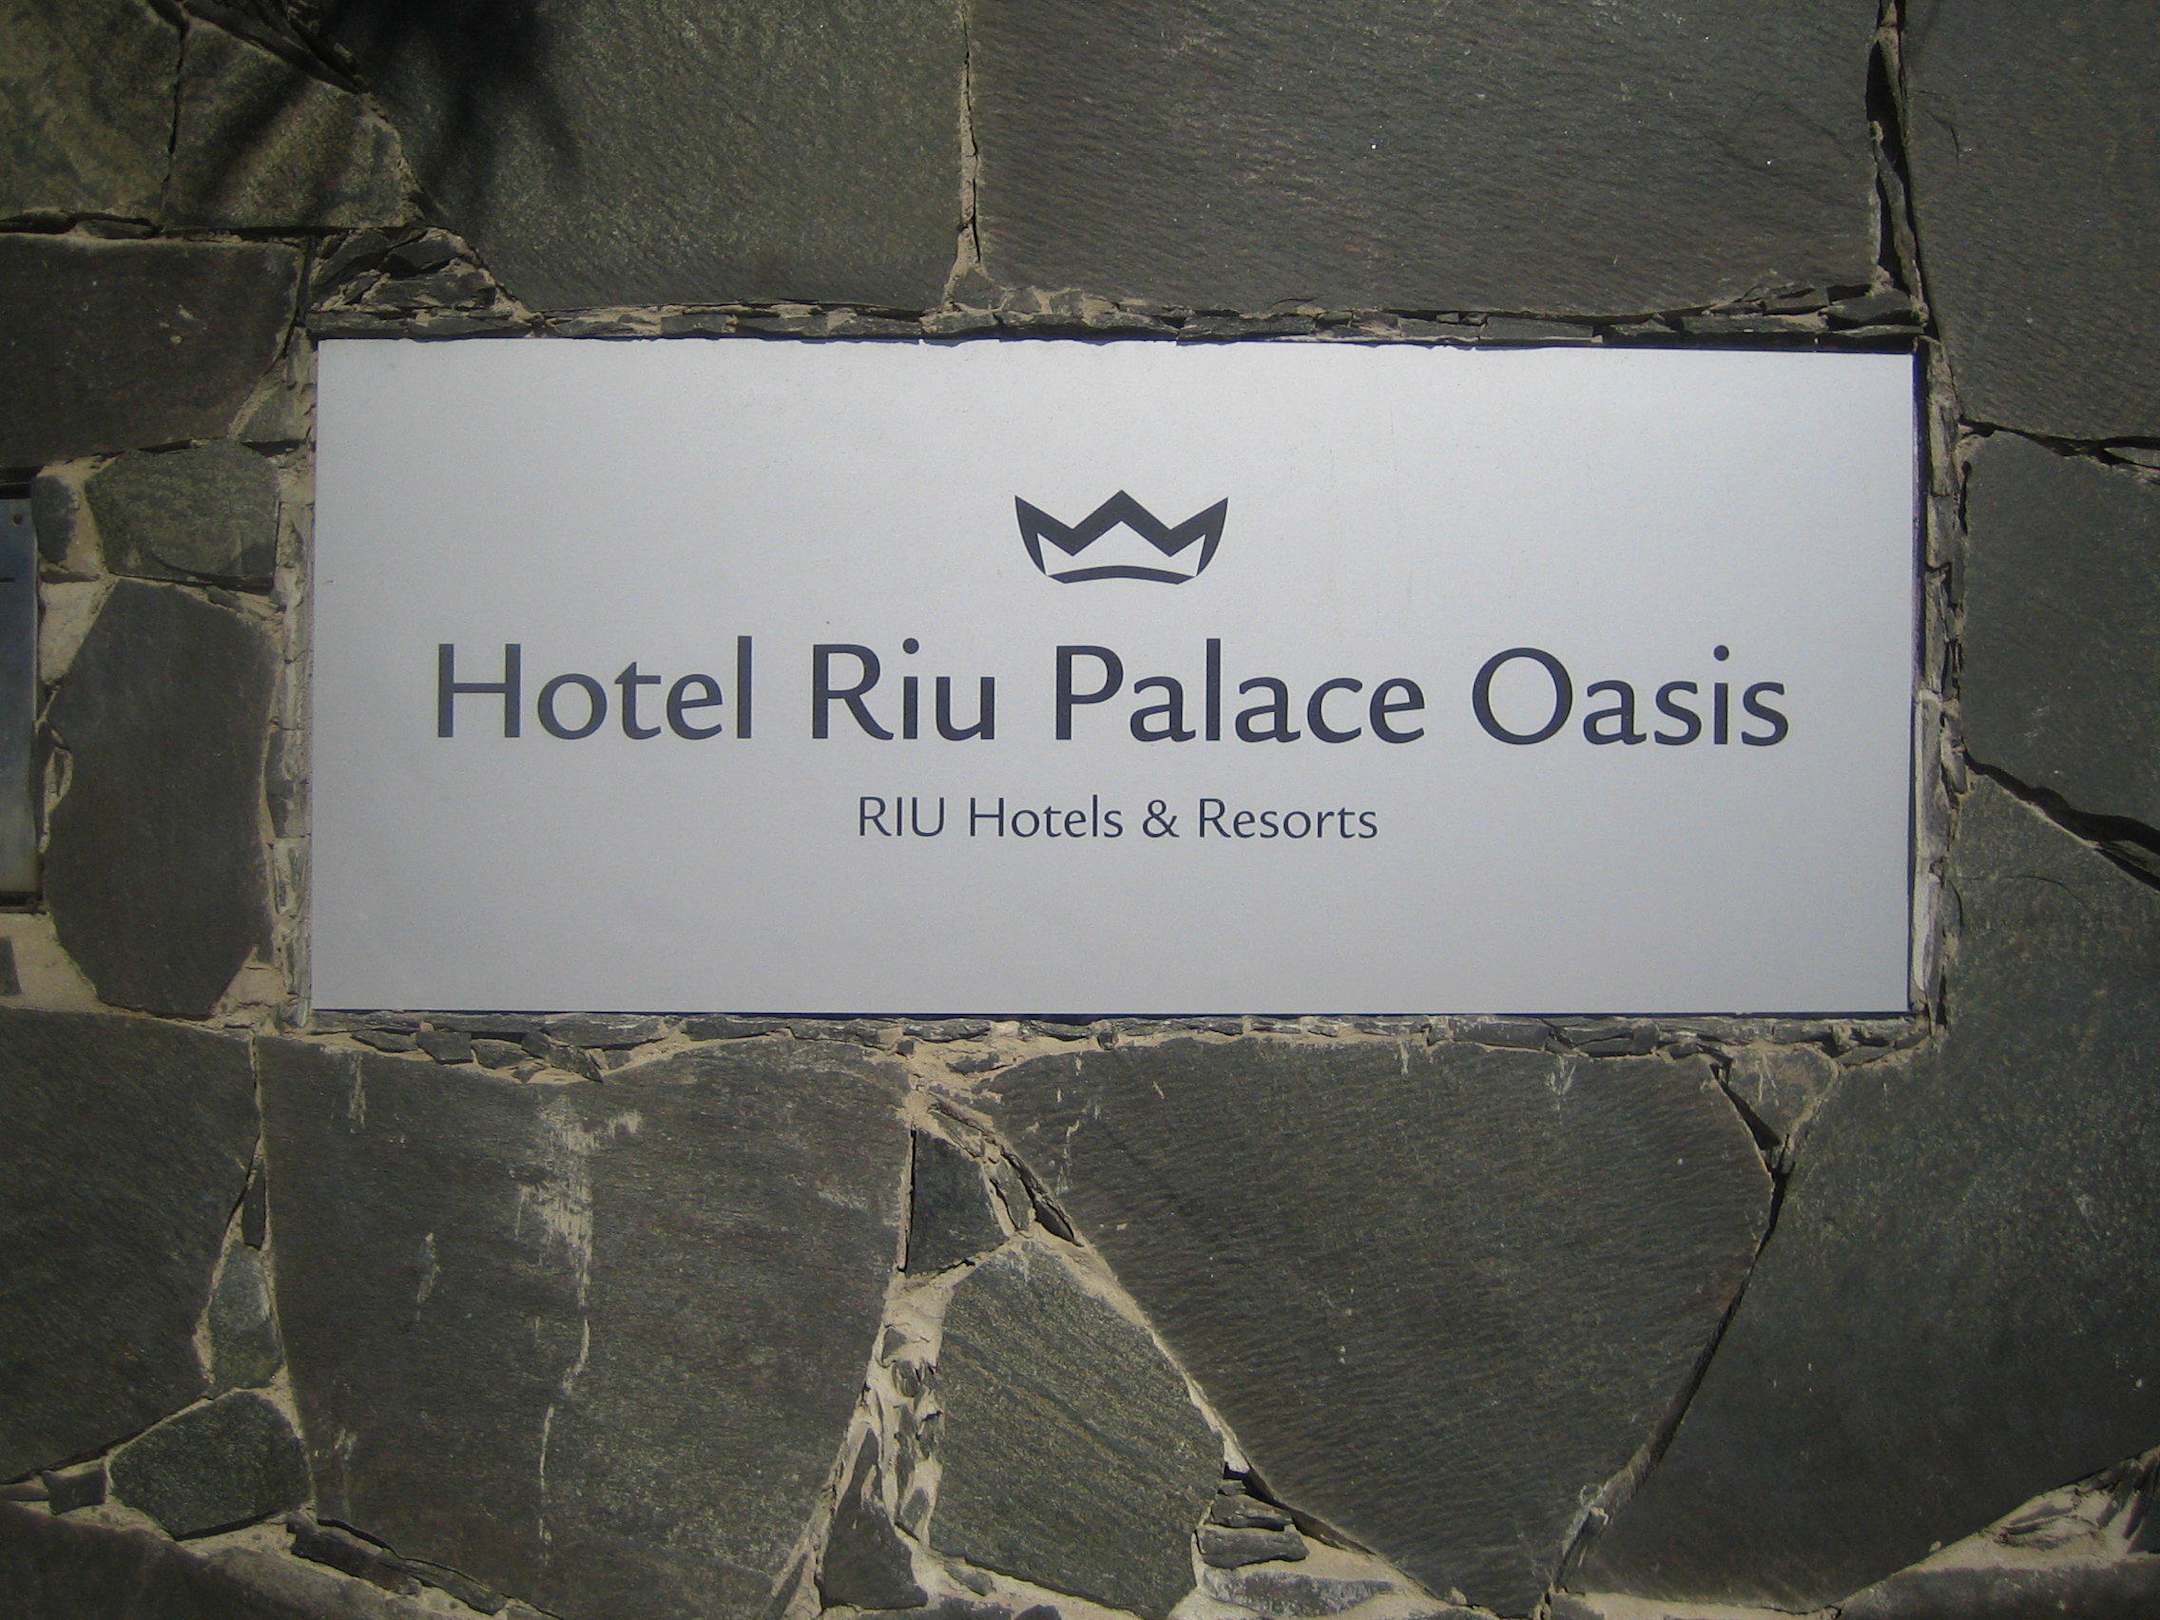 Hotel Riu Palace Oasis
RIU Hotels & Resorts